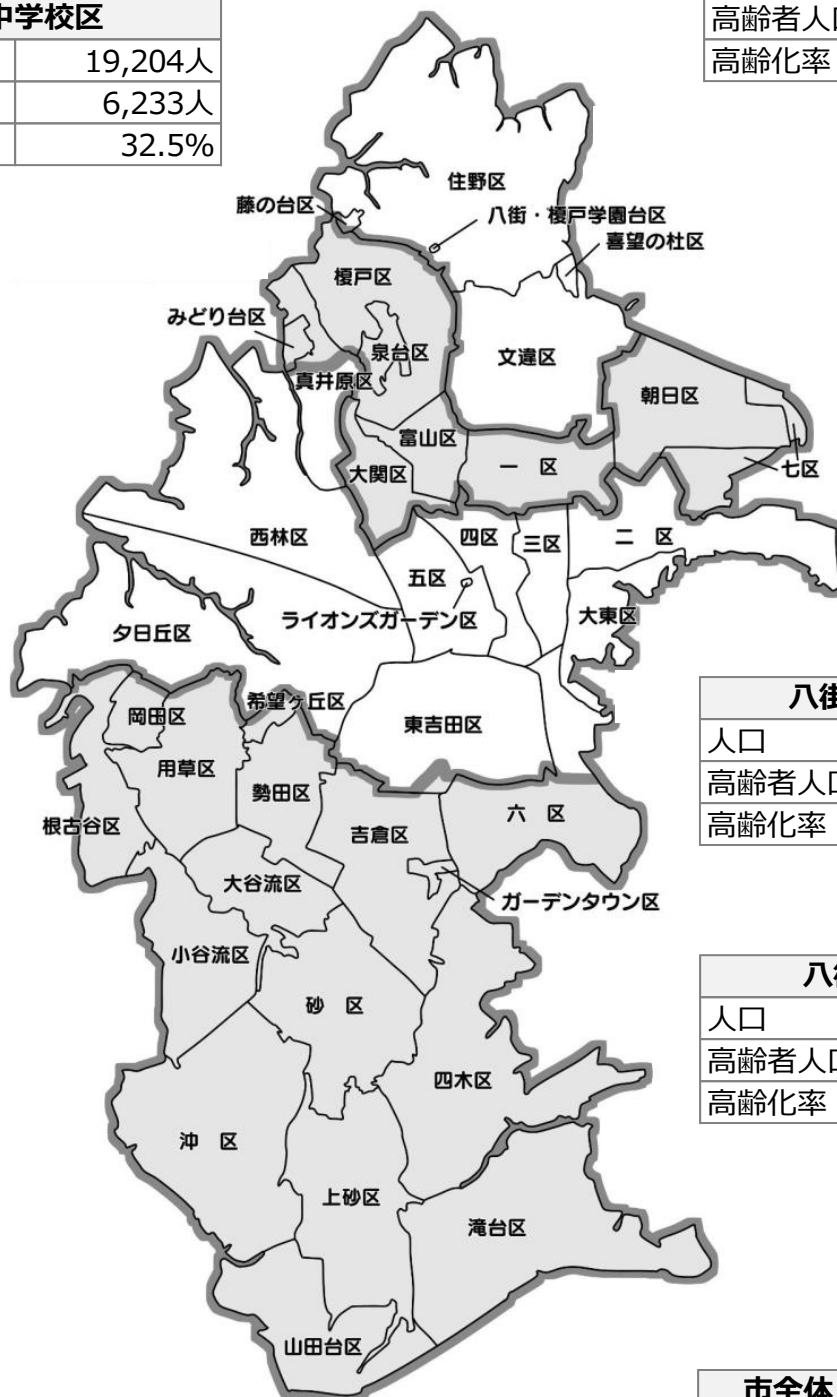 中学校区
19,204人
6,233人
32.5%
高齢者人口
高齢化率
住野区
藤の台区
八街・榎戸学園台区
喜望の杜区
榎戸区
みどり台区
泉台区
文違区
真井原区
朝日区
富山区
大関区
一 区
七区
西林区
四区
三区
二 区
五区
ライオンズガーデン区
大東区
夕日丘区
希望ヶ丘区
岡田区
東吉田区
用草区
勢田区
根古谷区
吉倉区
六 区
大谷流区
ガーデンタウン区
小谷流区
砂 区
四木区
沖 区
上砂区
滝台区
山田台区
八街
人口
高齢者人口
高齢化率
八街
人口
高齢者人口
高齢化率
市全体